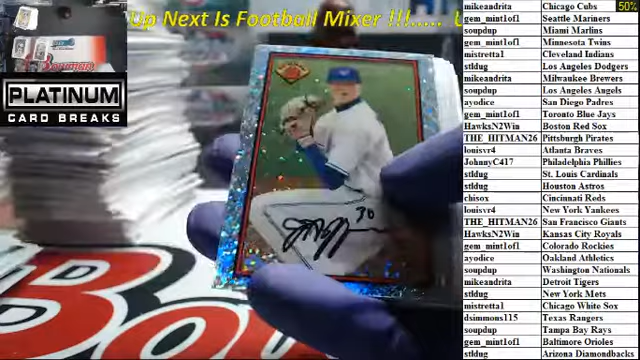 Up Next Is Football Mixer !!!.....
50%
Bowman
PLATINUM
CARD BREAKS
30
mikeandrita Chicago Cubs
gem_mint1of1 Seattle Mariners
soupdup Miami Marlins
gem_mint1of1 Minnesota Twins
mistretta1 Cleveland Indians
stldug Los Angeles Dodgers
mikeandrita Milwaukee Brewers
soupdup Los Angeles Angels
ayodice San Diego Padres
gem_mint1of1 Toronto Blue Jays
HawksN2Win Boston Red Sox
THE_HITMAN26 Pittsburgh Pirates
louisvr4 Atlanta Braves
JohnnyC417 Philadelphia Phillies
stldug St. Louis Cardinals
stldug Houston Astros
chisox Cincinnati Reds
louisvr4 New York Yankees
THE_HITMAN26 San Francisco Giants
HawksN2Win Kansas City Royals
gem_mint1of1 Colorado Rockies
ayodice Oakland Athletics
soupdup Washington Nationals
mikeandrita Detroit Tigers
stldug New York Mets
mistretta1 Chicago White Sox
dsimmons115 Texas Rangers
soupdup Tampa Bay Rays
gem_mint1of1 Baltimore Orioles
stldug Arizona Diamondbacks